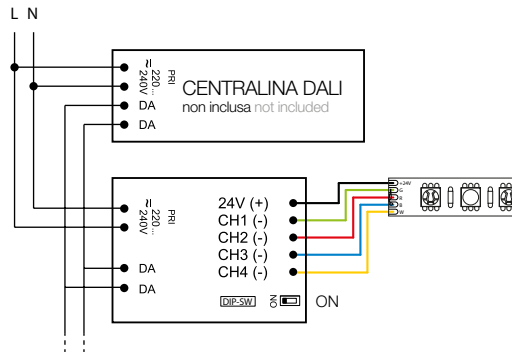 L N
≂ 220...
240V
PRI
DA
DA
CENTRALINA DALI
non inclusa not included
≂ 220...
240V
PRI
DA
DA
24V (+)
CH1 (-)
CH2 (-)
CH3 (-)
CH4 (-)
DIP-SW
ON
ON
+24V
G
R
B
W